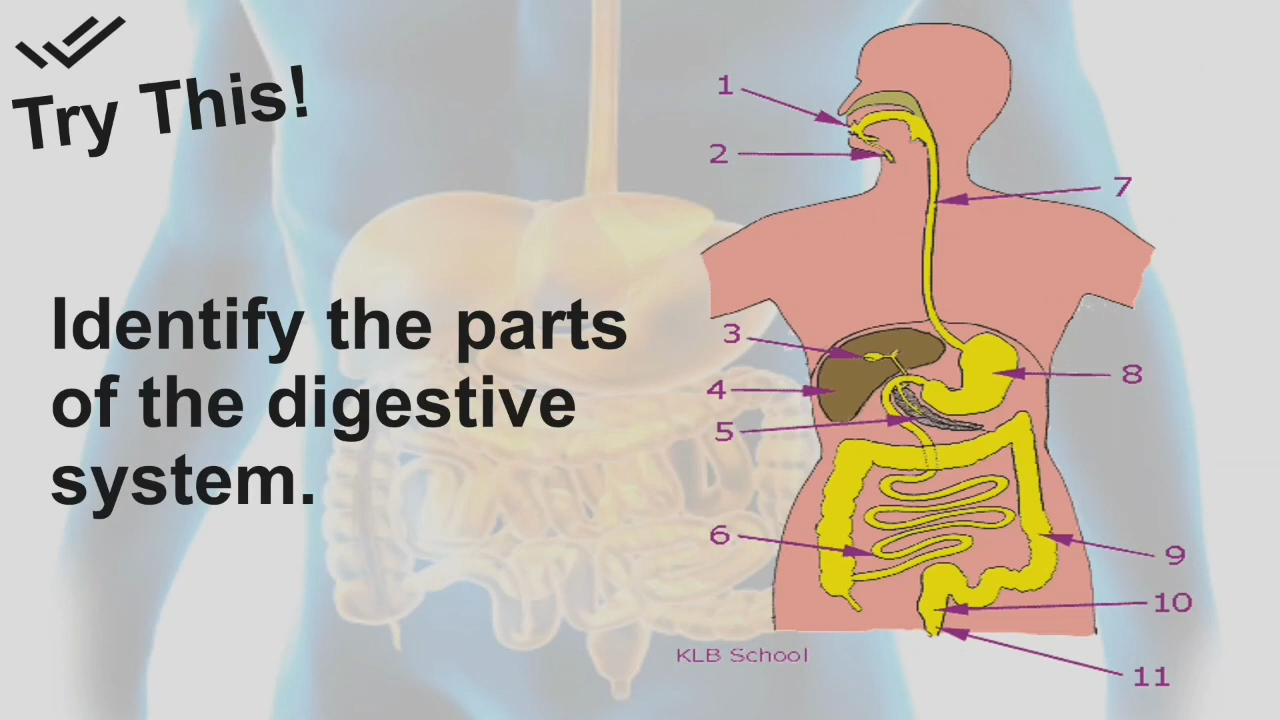 Try This!
Identify the parts
of the digestive
system.
1
2
7
3
4
8
5
6
9
10
11
KLB School